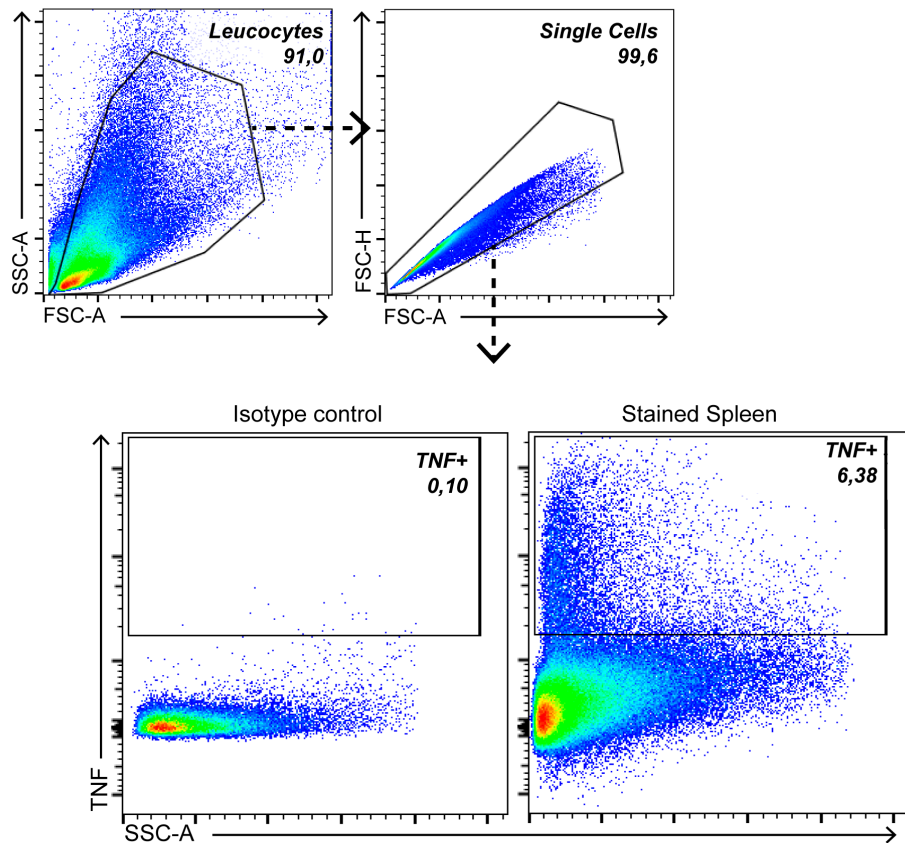 Leucocytes
91,0
SSC-A
FSC-A
Single Cells
99,6
FSC-H
FSC-A
Isotype control
Stained Spleen
TNF+
0,10
TNF+
6,38
TNF
SSC-A